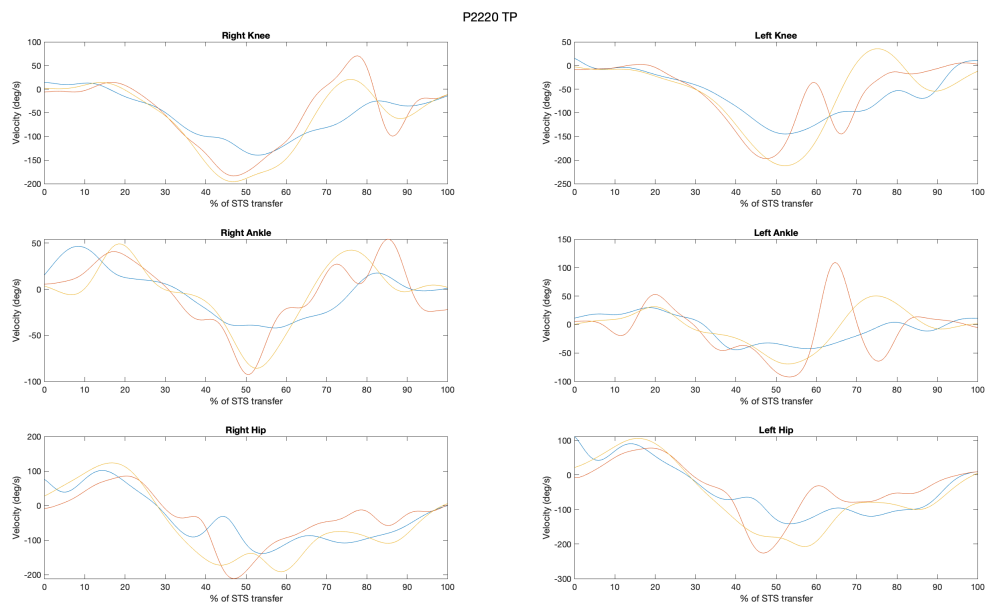 P2220 TP
Right Knee
Velocity (deg/s)
100
50
0
-50
-100
-150
-200
0 10 20 30 40 50 60 70 80 90 100
% of STS transfer
Left Knee
Velocity (deg/s)
50
0
-50
-100
-150
-200
-250
0 10 20 30 40 50 60 70 80 90 100
% of STS transfer
Right Ankle
Velocity (deg/s)
50
0
-50
-100
0 10 20 30 40 50 60 70 80 90 100
% of STS transfer
Left Ankle
Velocity (deg/s)
150
100
50
0
-50
-100
0 10 20 30 40 50 60 70 80 90 100
% of STS transfer
Right Hip
Velocity (deg/s)
200
100
0
-100
-200
0 10 20 30 40 50 60 70 80 90 100
% of STS transfer
Left Hip
Velocity (deg/s)
100
0
-100
-200
-300
0 10 20 30 40 50 60 70 80 90 100
% of STS transfer